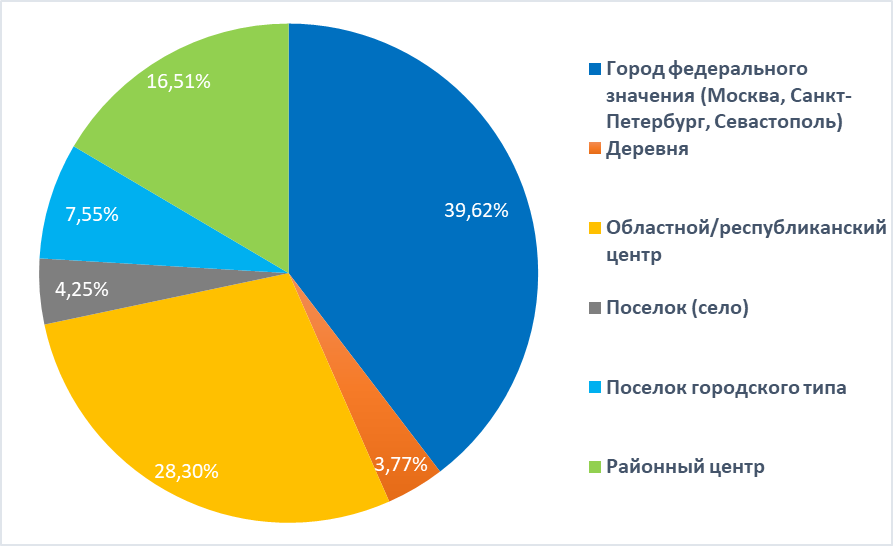 16,51%
39,62%
7,55%
4,25%
28,30%
3,77%
Город федерального
значения (Москва, Санкт-
Петербург, Севастополь)
Деревня
Областной/республиканский
центр
Поселок (село)
Поселок городского типа
Районный центр